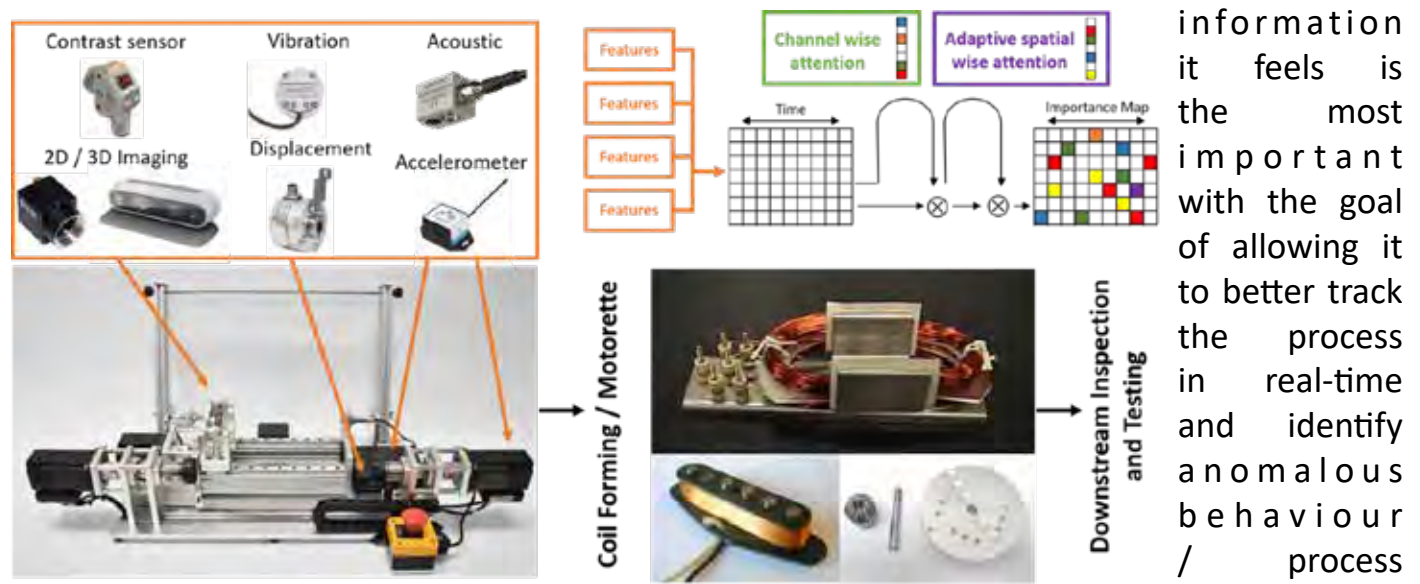 Contrast sensor
Vibration
Acoustic
2D / 3D Imaging
Displacement
Accelerometer
Features
Features
Features
Features
Channel wise
attention
Adaptive spatial
wise attention
Time
Importance Map
Coil Forming / Motorette
Downstream Inspection
and Testing
information
it feels is
the most
important
with the goal
of allowing it
to better track
the process
in real-time
and identify
anomalous
behaviour
/ process